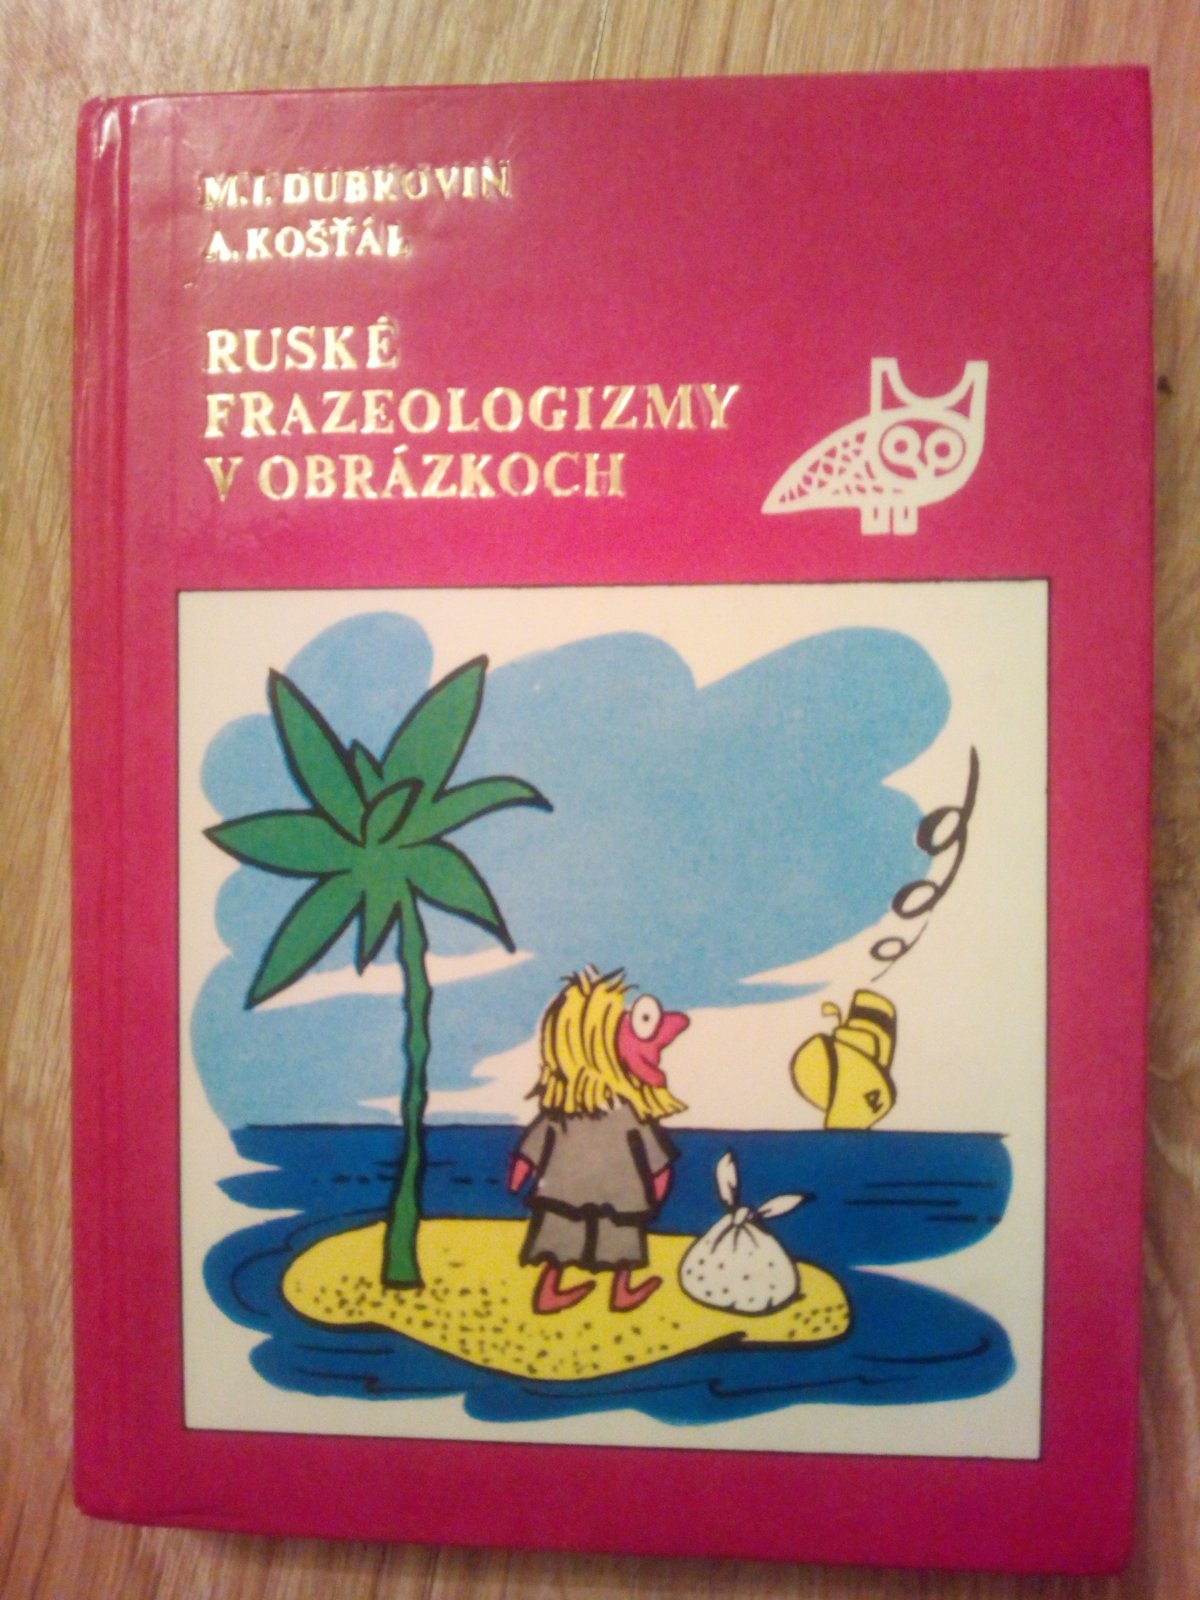 M. I. DUBROVIN
A. KOŠŤÁL
RUSKÉ
FRAZEOLOGIZMY
V OBRÁZKOCH